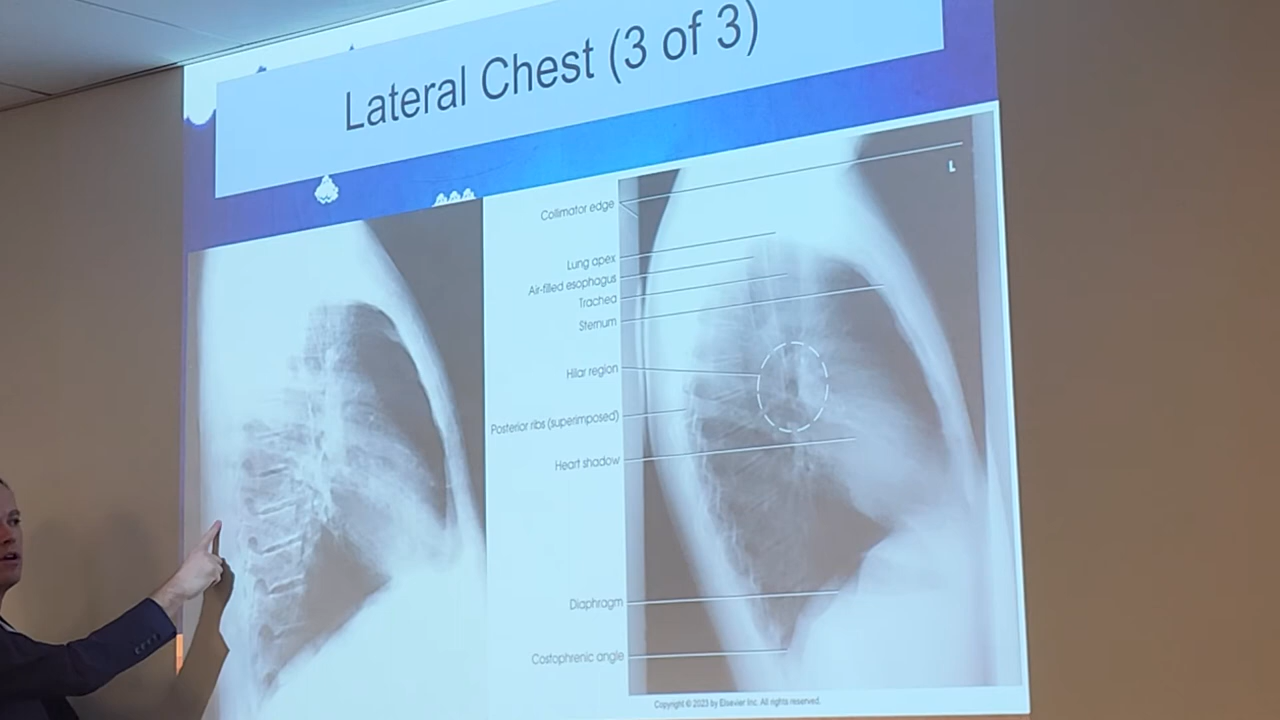 Lateral Chest (3 of 3)
L
Collimator edge
Lung apex
Air-filled esophagus
Trachea
Sternum
Hilar region
Posterior ribs (superimposed)
Heart shadow
Diaphragm
Costophrenic angle
Copyright © 2023 by Elsevier Inc. All rights reserved.